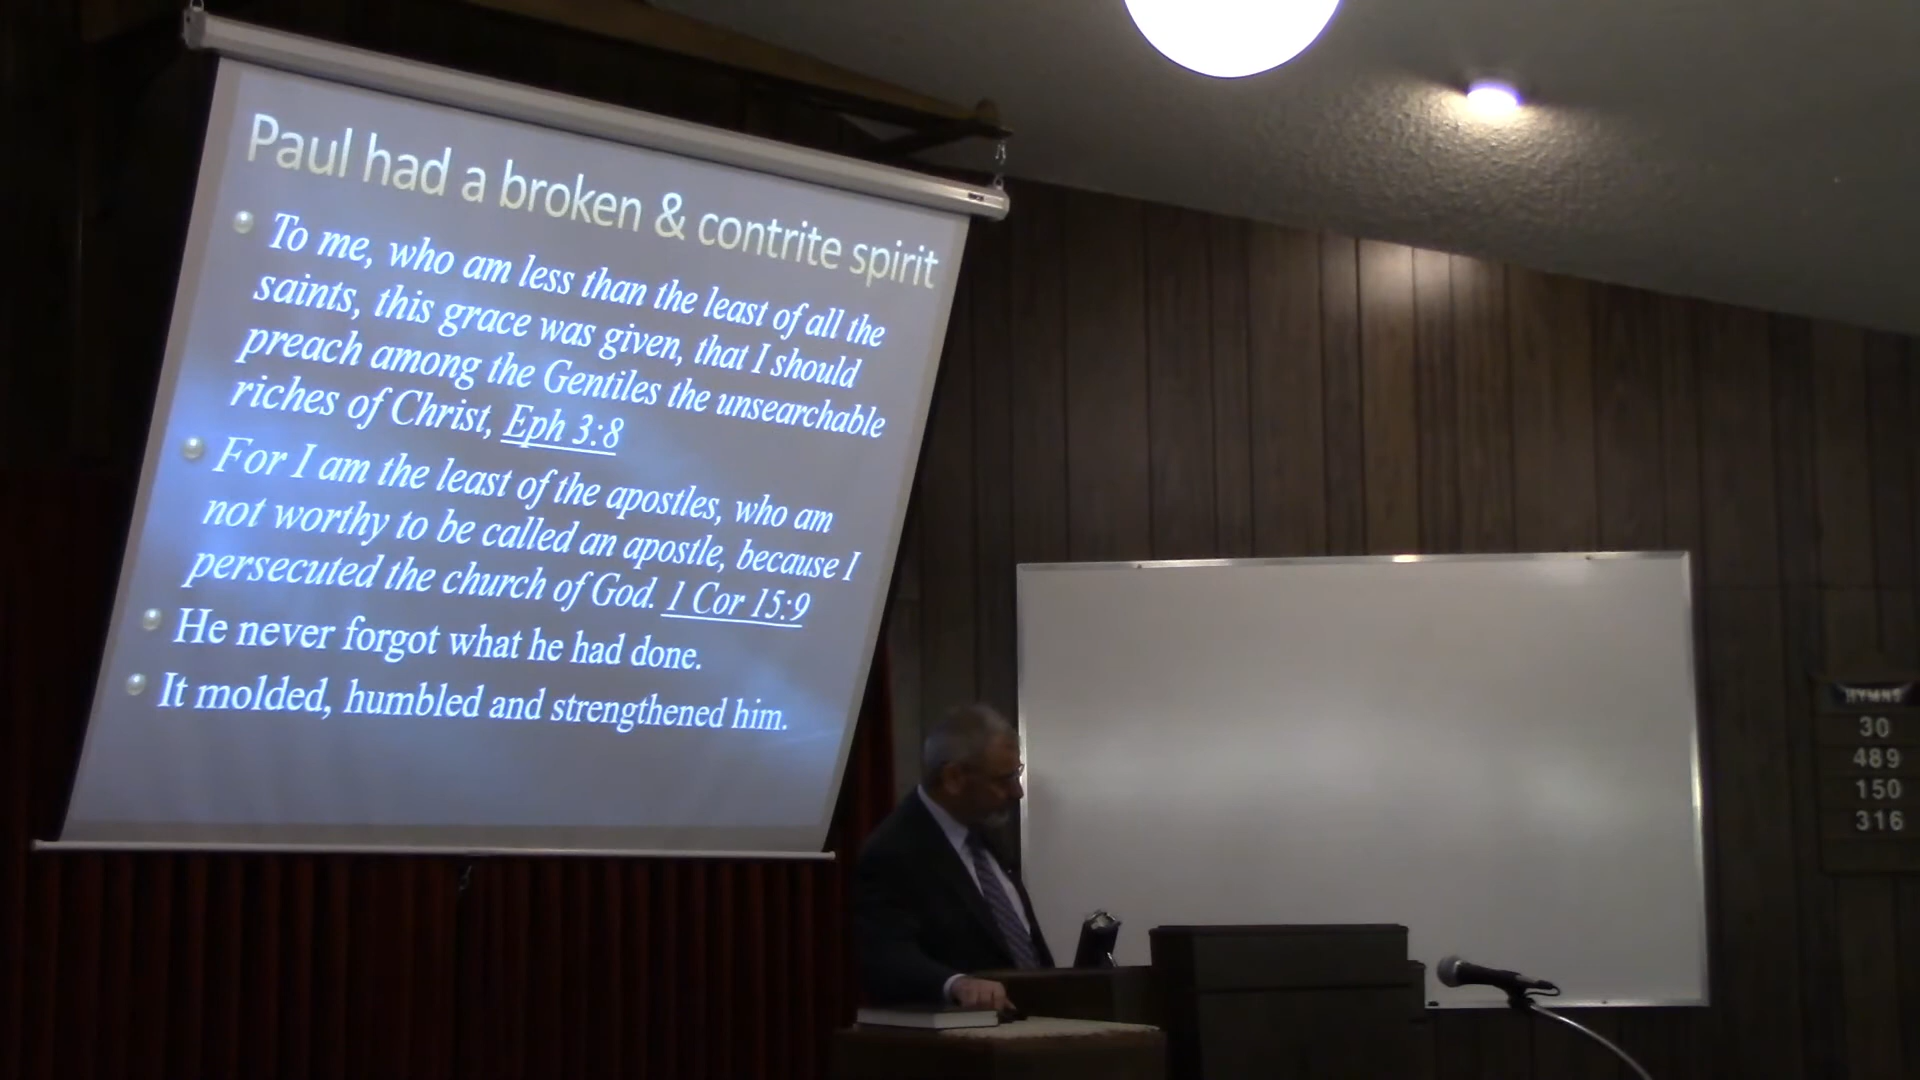 Paul had a broken & contrite spirit
To me, who am less than the least of all the
saints, this grace was given, that I should
preach among the Gentiles the unsearchable
riches of Christ, Eph 3:8
For I am the least of the apostles, who am
not worthy to be called an apostle, because I
persecuted the church of God. 1 Cor 15:9
He never forgot what he had done.
It molded, humbled and strengthened him.
HYMNS
30
489
150
316